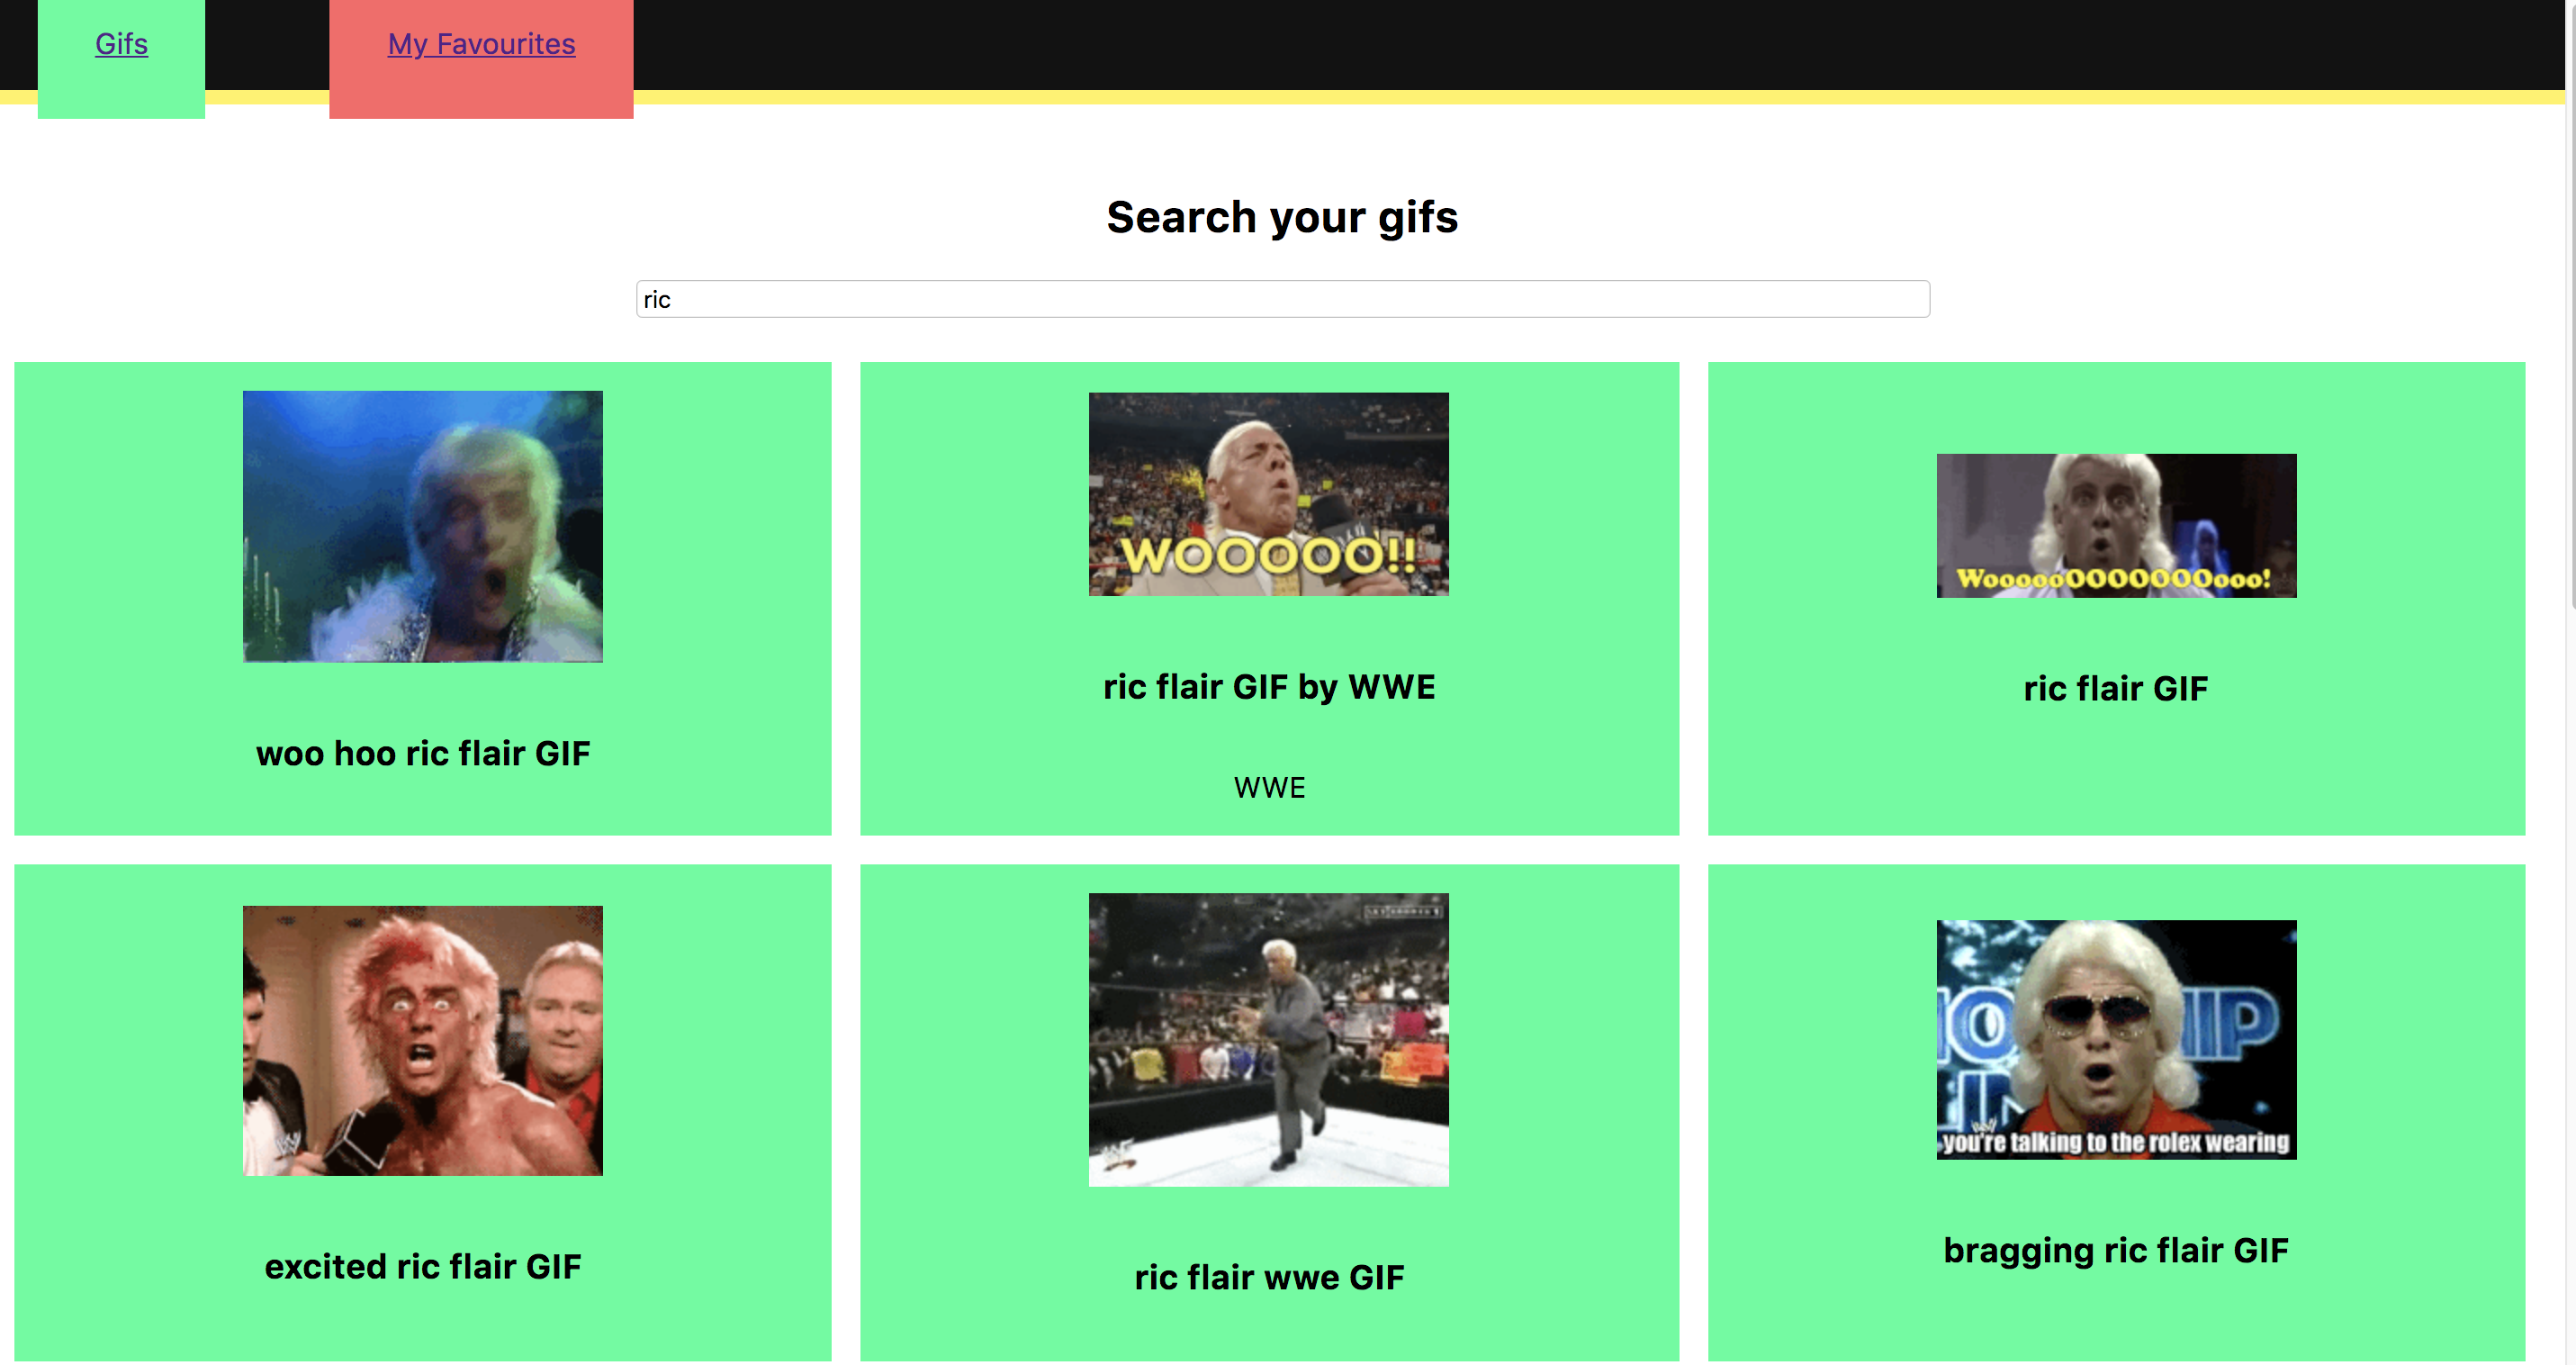 Gifs
My Favourites
Search your gifs
ric
WOOOOO!!
WoooooOOOOOOOooo!
woo hoo ric flair GIF
ric flair GIF by WWE
ric flair GIF
WWE
you're talking to the rolex wearing
excited ric flair GIF
ric flair wwe GIF
bragging ric flair GIF